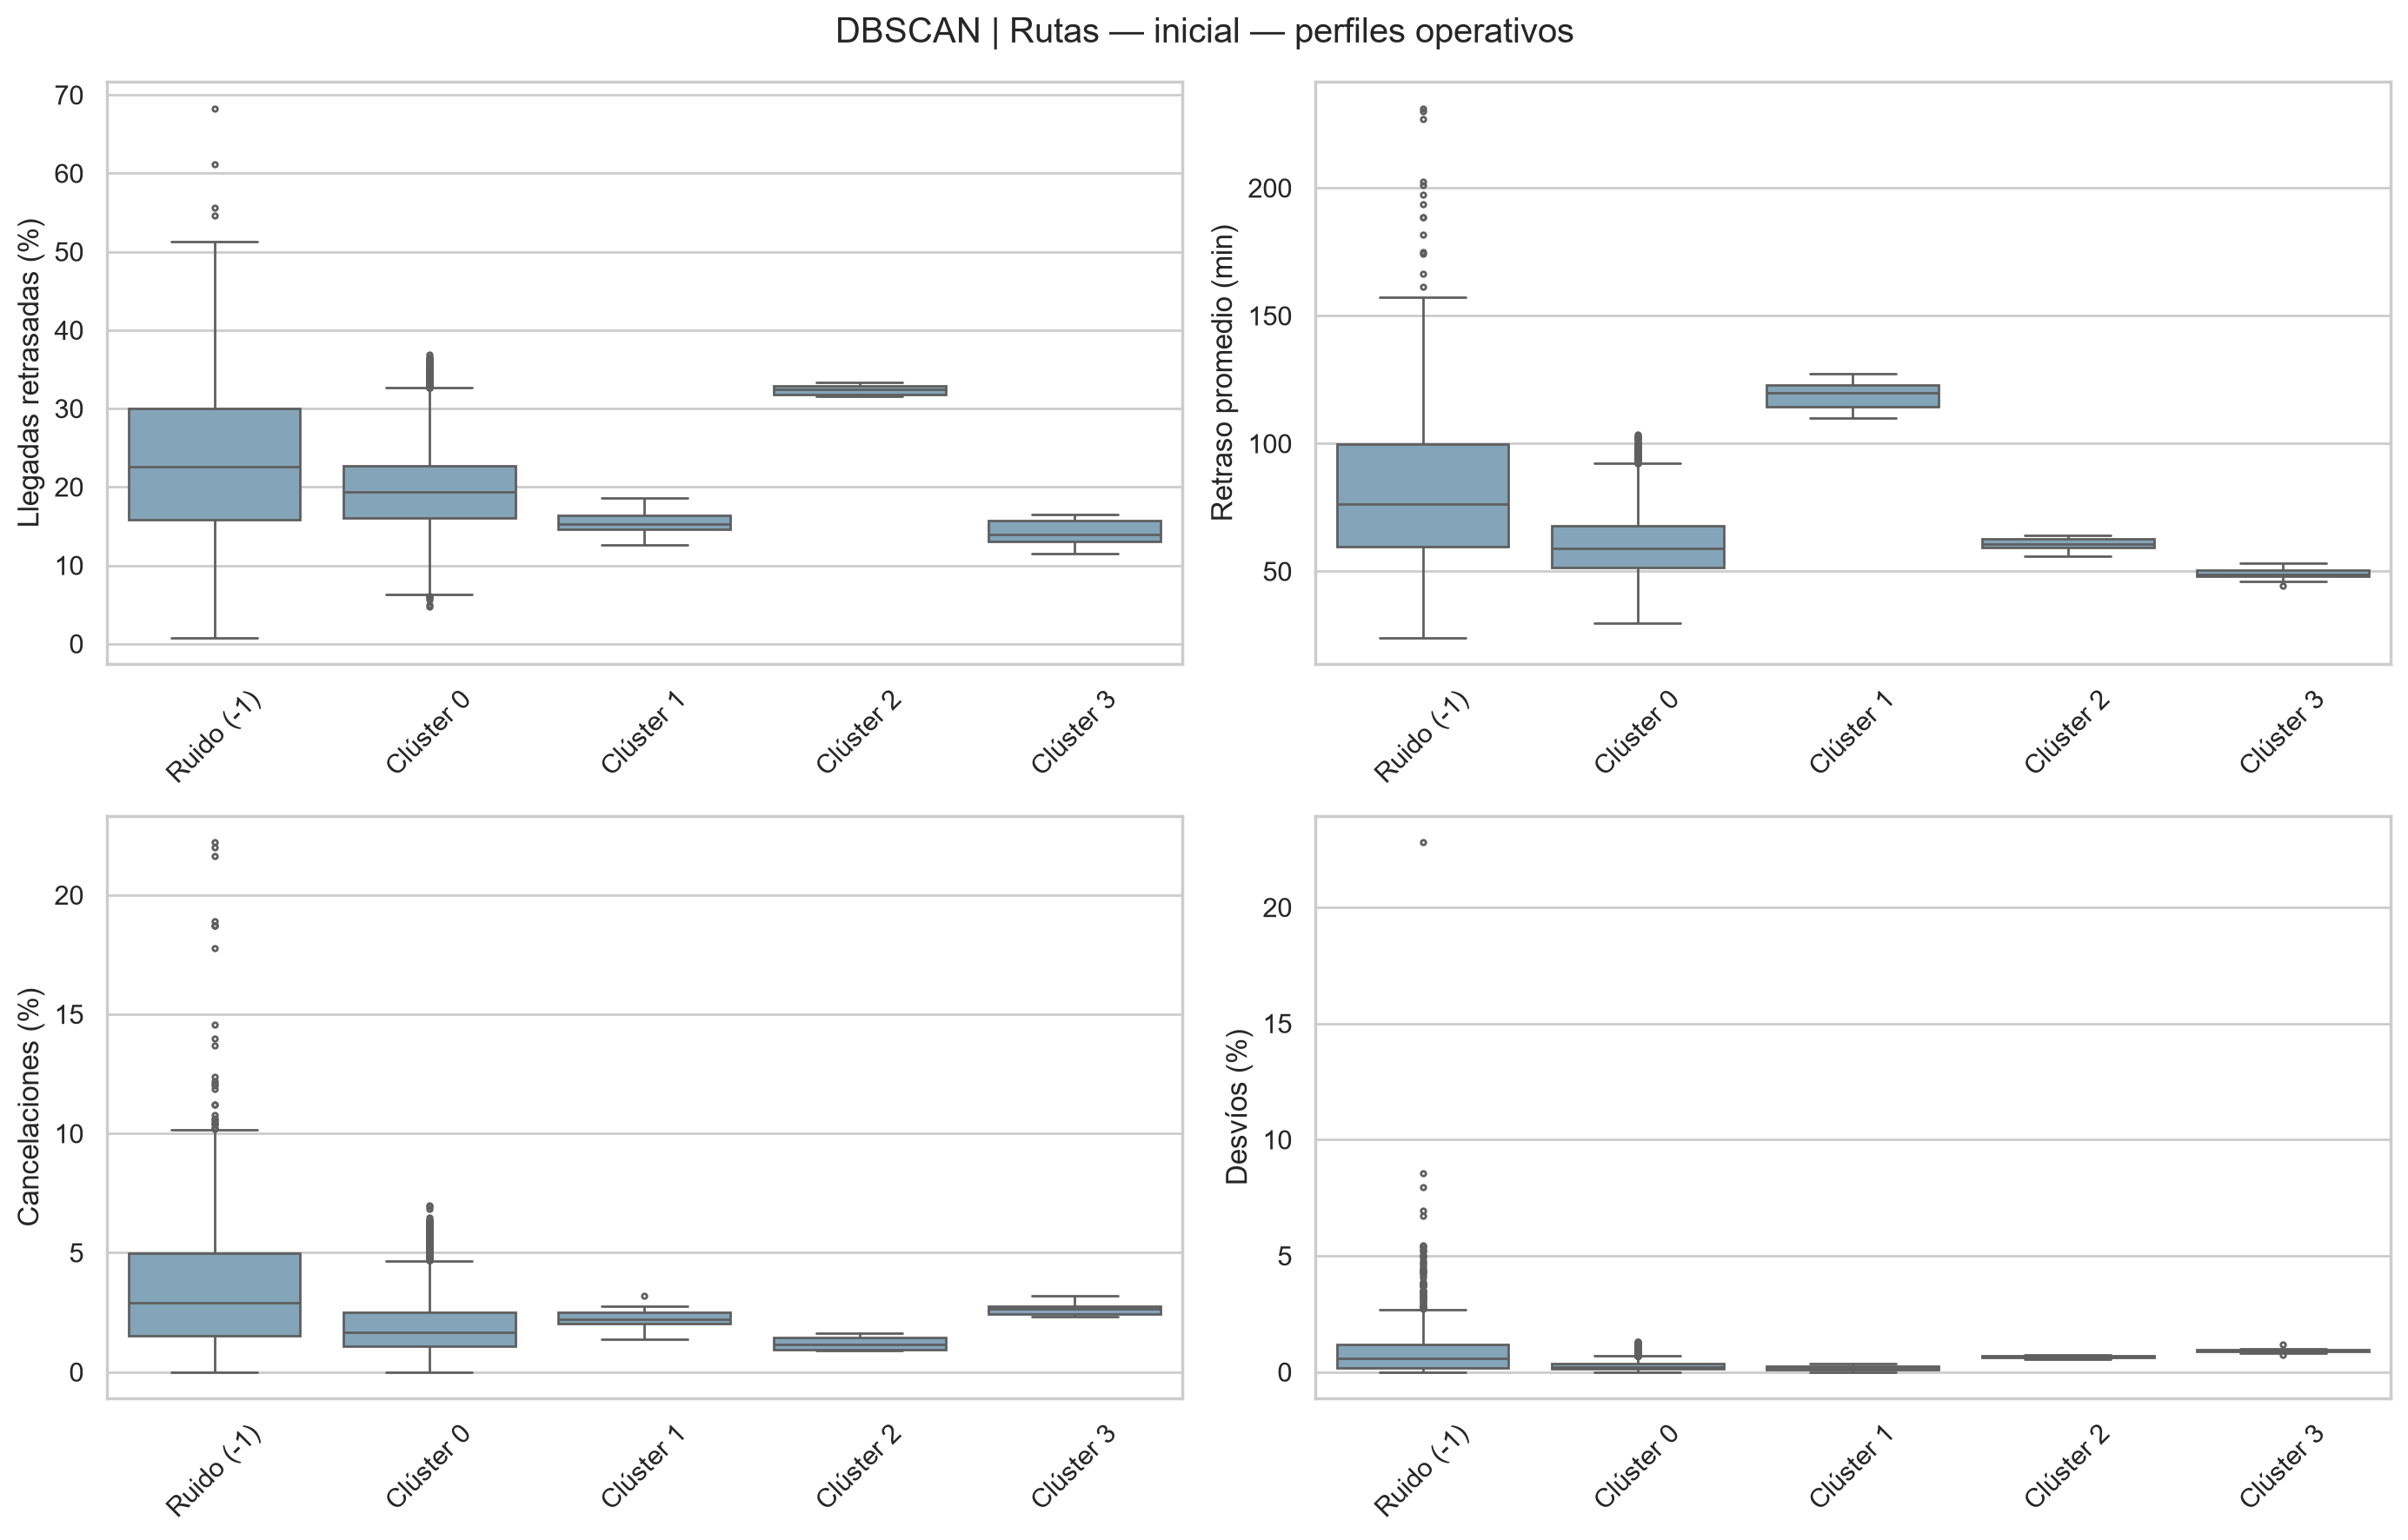 DBSCAN | Rutas — inicial — perfiles operativos
Llegadas retrasadas (%)
70
60
50
40
30
20
10
0
Ruido (-1)
Clúster 0
Clúster 1
Clúster 2
Clúster 3
Retraso promedio (min)
200
150
100
50
Ruido (-1)
Clúster 0
Clúster 1
Clúster 2
Clúster 3
Cancelaciones (%)
20
15
10
5
0
Ruido (-1)
Clúster 0
Clúster 1
Clúster 2
Clúster 3
Desvíos (%)
20
15
10
5
0
Ruido (-1)
Clúster 0
Clúster 1
Clúster 2
Clúster 3